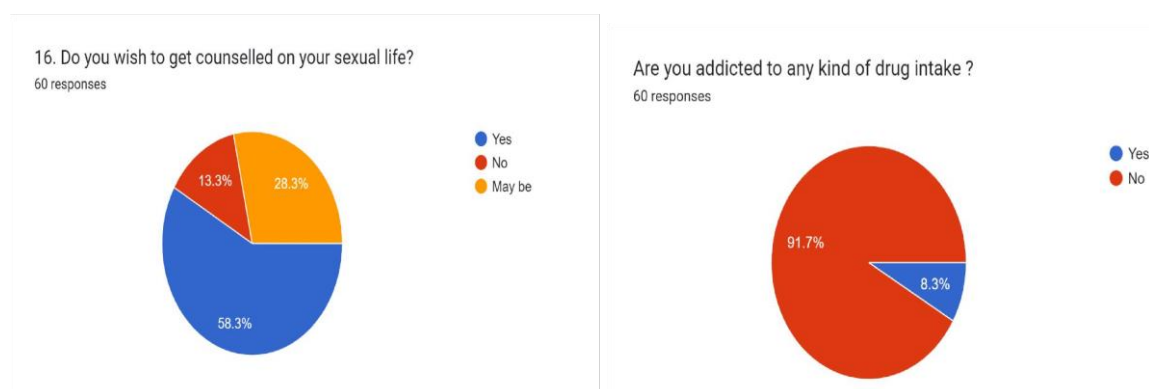 16. Do you wish to get counselled on your sexual life?
60 responses
Yes
No
May be
13.3%
28.3%
58.3%
Are you addicted to any kind of drug intake ?
60 responses
Yes
No
91.7%
8.3%